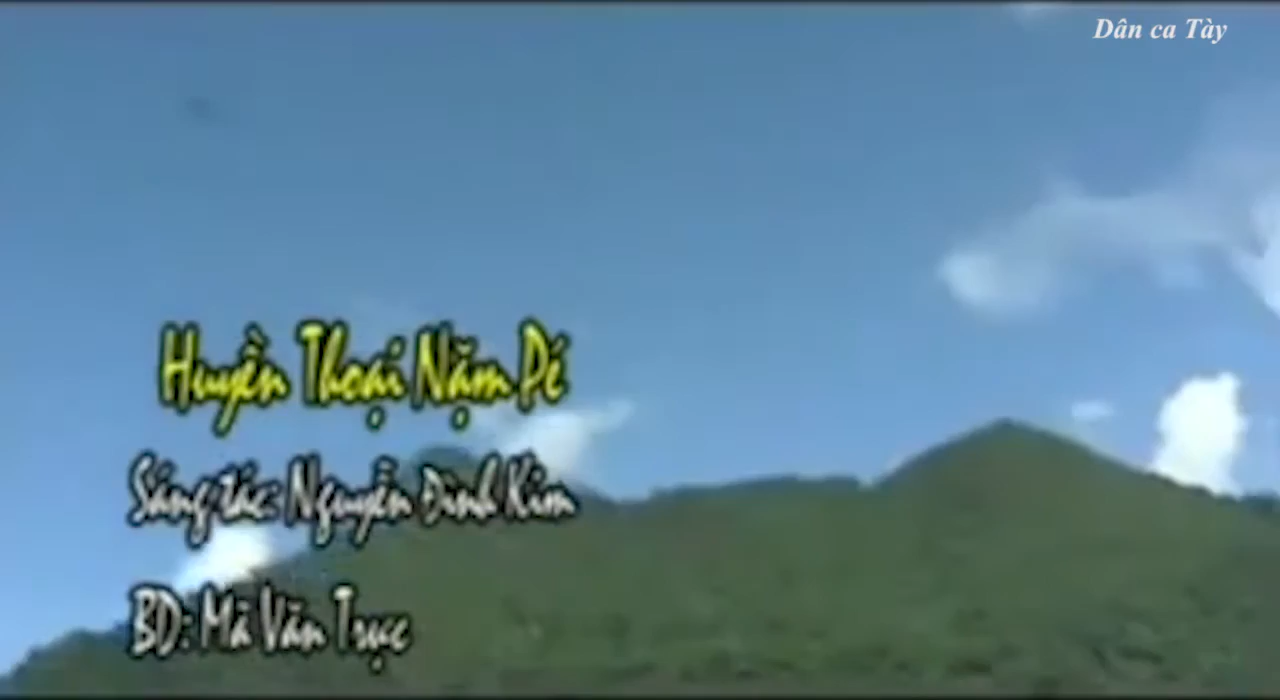 Dân ca Tày
Huyền Thoại Nặm Pé
Sáng tác: Nguyễn Đình Kim
BD: Mã Văn Trực